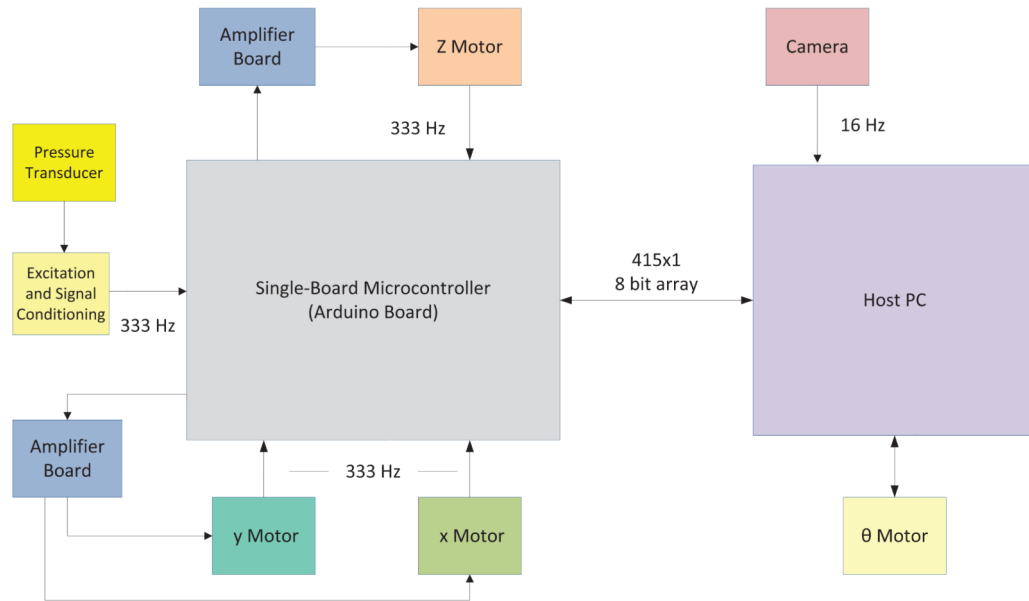 Amplifier
Board
Z Motor
Camera
333 Hz
16 Hz
Pressure
Transducer
Excitation
and Signal
Conditioning
333 Hz
Single-Board Microcontroller
(Arduino Board)
415x1
8 bit array
Host PC
Amplifier
Board
333 Hz
y Motor
x Motor
θ Motor